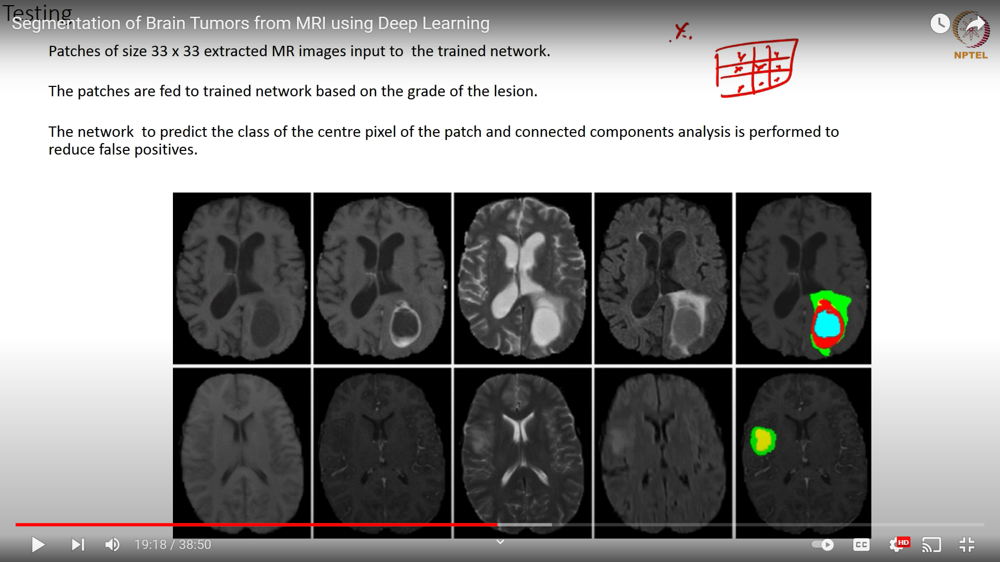 Testing
Segmentation of Brain Tumors from MRI using Deep Learning
Patches of size 33 x 33 extracted MR images input to the trained network.
NPTEL
The patches are fed to trained network based on the grade of the lesion.
The network to predict the class of the centre pixel of the patch and connected components analysis is performed to
reduce false positives.
19:18 / 38:50
CC
HD